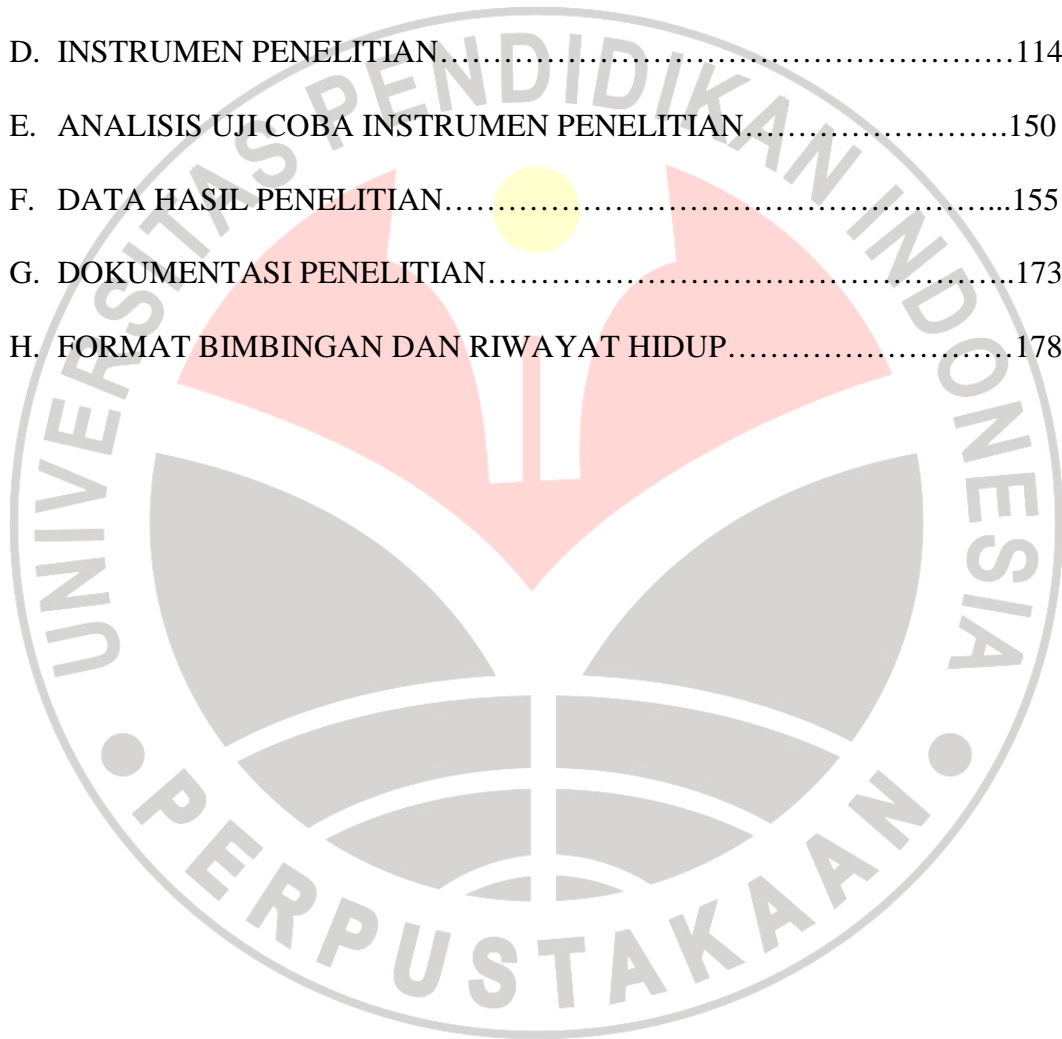 D. INSTRUMEN PENELITIAN……………………………………………………114
E. ANALISIS UJI COBA INSTRUMEN PENELITIAN…………………….150
F. DATA HASIL PENELITIAN………………………………………………...155
G. DOKUMENTASI PENELITIAN…………………………………………..173
H. FORMAT BIMBINGAN DAN RIWAYAT HIDUP………………………178
UNIVERSITAS PENDIDIKAN INDONESIA
PERPUSTAKAAN